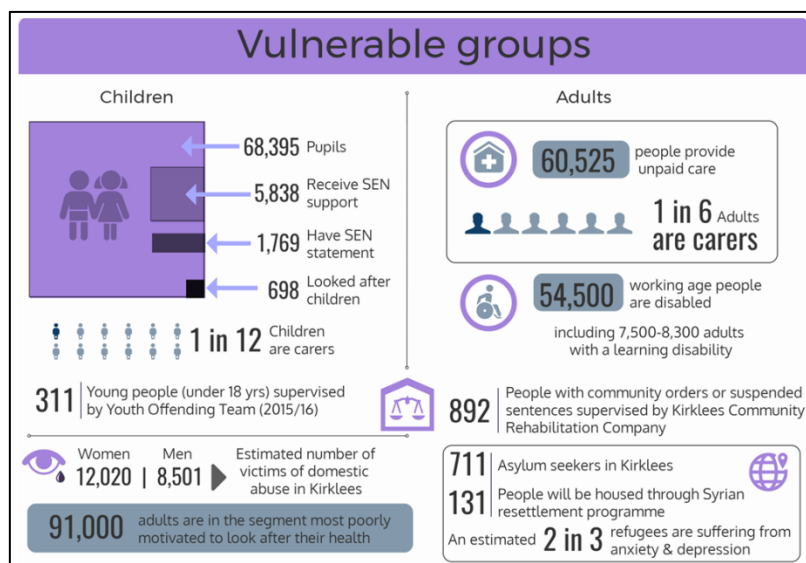 Vulnerable groups
Children
68,395 Pupils
5,838 Receive SEN
support
1,769 Have SEN
statement
698 Looked after
children
1 in 12 Children
are carers
311 Young people (under 18 yrs) supervised
by Youth Offending Team (2015/16)
Women Men
12,020 | 8,501
Estimated number of
victims of domestic
abuse in Kirklees
91,000 adults are in the segment most poorly
motivated to look after their health
Adults
60,525 people provide
unpaid care
1 in 6 Adults
are carers
54,500 working age people
are disabled
including 7,500-8,300 adults
with a learning disability
892 People with community orders or suspended
sentences supervised by Kirklees Community
Rehabilitation Company
711 Asylum seekers in Kirklees
131 People will be housed through Syrian
resettlement programme
An estimated 2 in 3 refugees are suffering from
anxiety & depression